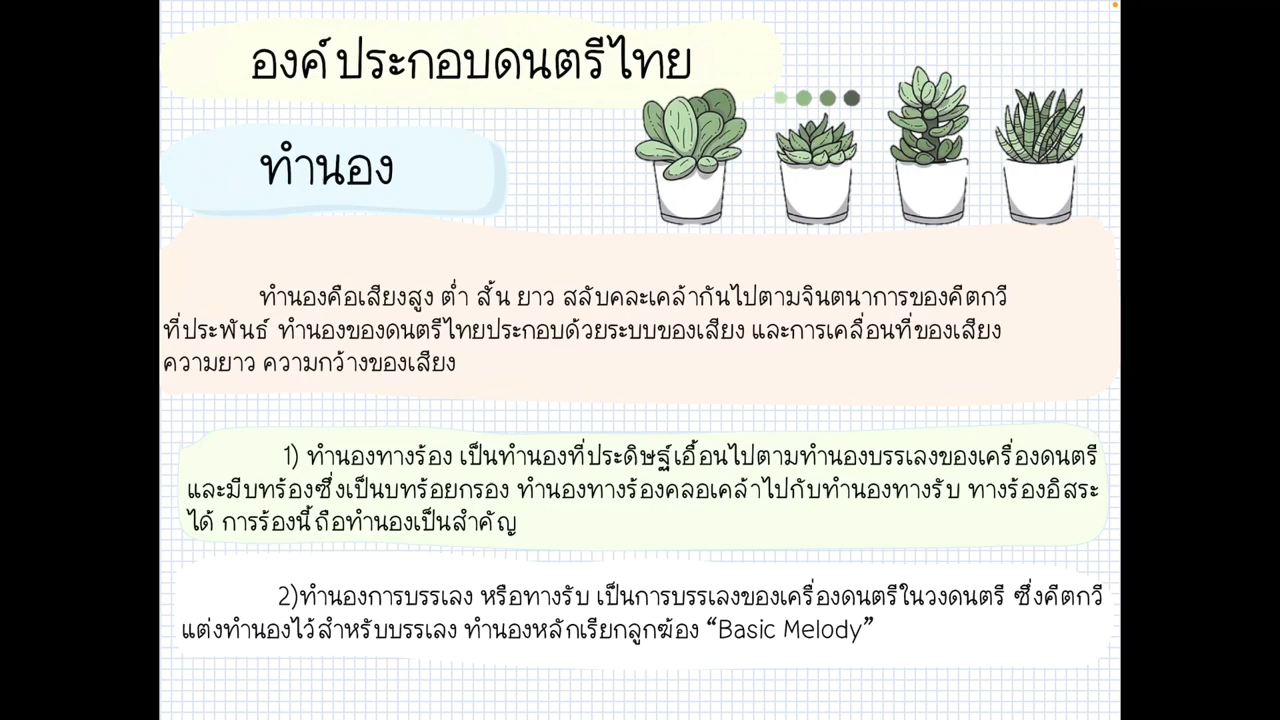 องค์ประกอบดนตรีไทย
ทำนอง
ทำนองคือเสียงสูง ต่ำ สั้น ยาว สลับคละเคล้ากันไปตามจินตนาการของคีตกวี
ที่ประพันธ์ ทำนองของดนตรีไทยประกอบด้วยระบบของเสียง และการเคลื่อนที่ของเสียง
ความยาว ความกว้างของเสียง
1) ทำนองทางร้อง เป็นทำนองที่ประดิษฐ์เอื้อนไปตามทำนองบรรเลงของเครื่องดนตรี
และมีบทร้องซึ่งเป็นบทร้อยกรอง ทำนองทางร้องคลอเคล้าไปกับทำนองทางรับ ทางร้องอิสระ
ได้ การร้องนี้ถือทำนองเป็นสำคัญ
2)ทำนองการบรรเลง หรือทางรับ เป็นการบรรเลงของเครื่องดนตรีในวงดนตรี ซึ่งคีตกวี
แต่งทำนองไว้สำหรับบรรเลง ทำนองหลักเรียกลูกฆ้อง “Basic Melody”